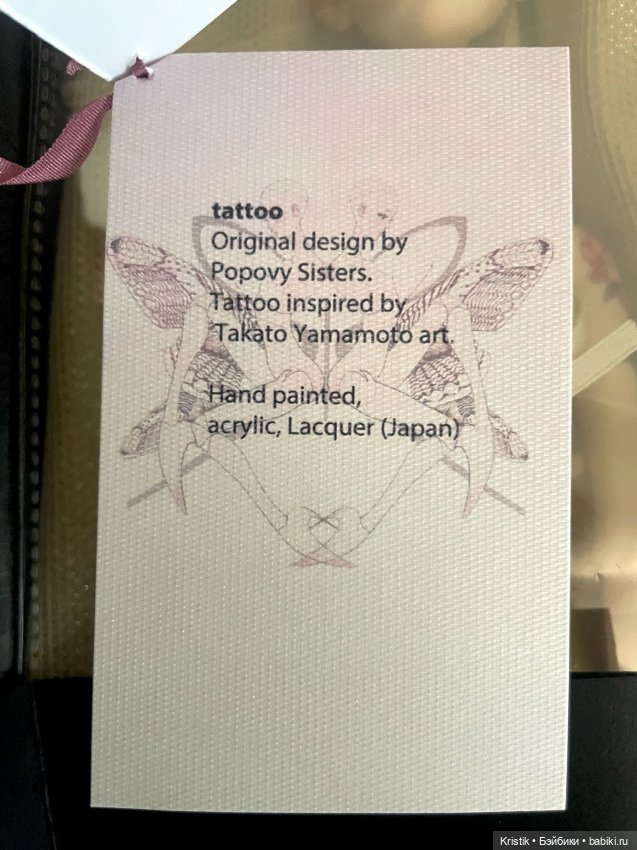 tattoo
Original design by
Popovy Sisters.
Tattoo inspired by
Takato Yamamoto art.
Hand painted,
acrylic, Lacquer (Japan)
Kristik • Бэйбики • babiki.ru